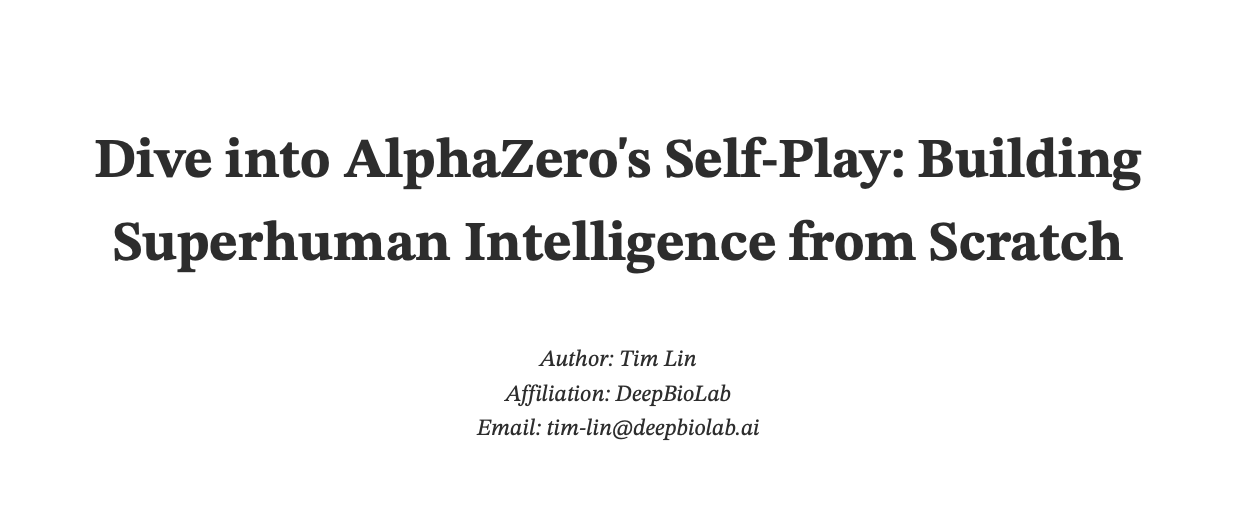 Dive into AlphaZero's Self-Play: Building
Superhuman Intelligence from Scratch
Author: Tim Lin
Affiliation: DeepBioLab
Email: tim-lin@deepbiolab.ai